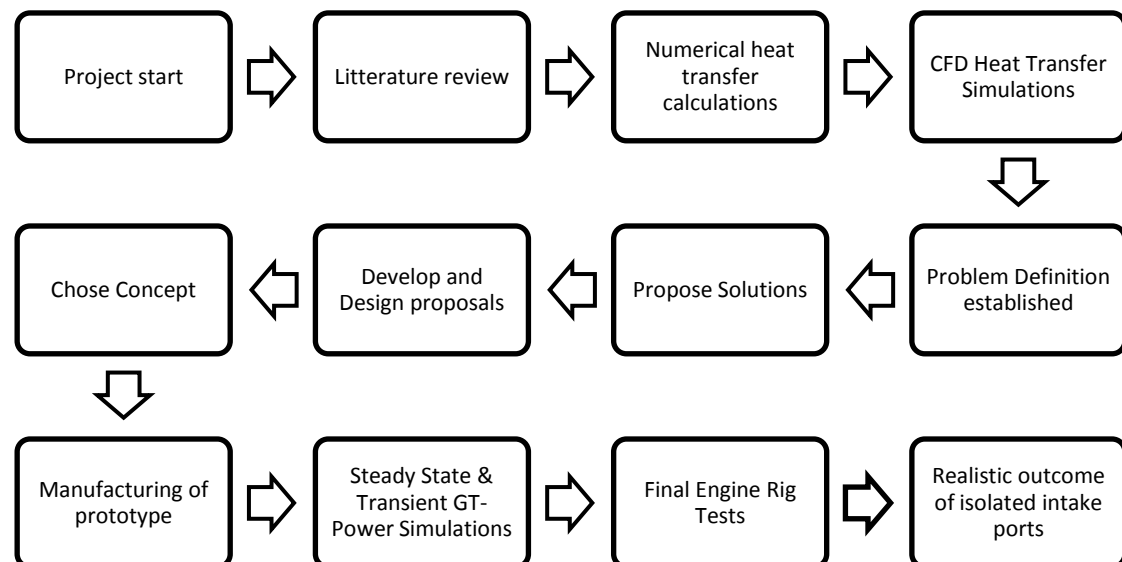 Project start
Litterature review
Numerical heat
transfer
calculations
CFD Heat Transfer
Simulations
Problem Definition
established
Propose Solutions
Develop and
Design proposals
Chose Concept
Manufacturing of
prototype
Steady State &
Transient GT-
Power Simulations
Final Engine Rig
Tests
Realistic outcome
of isolated intake
ports